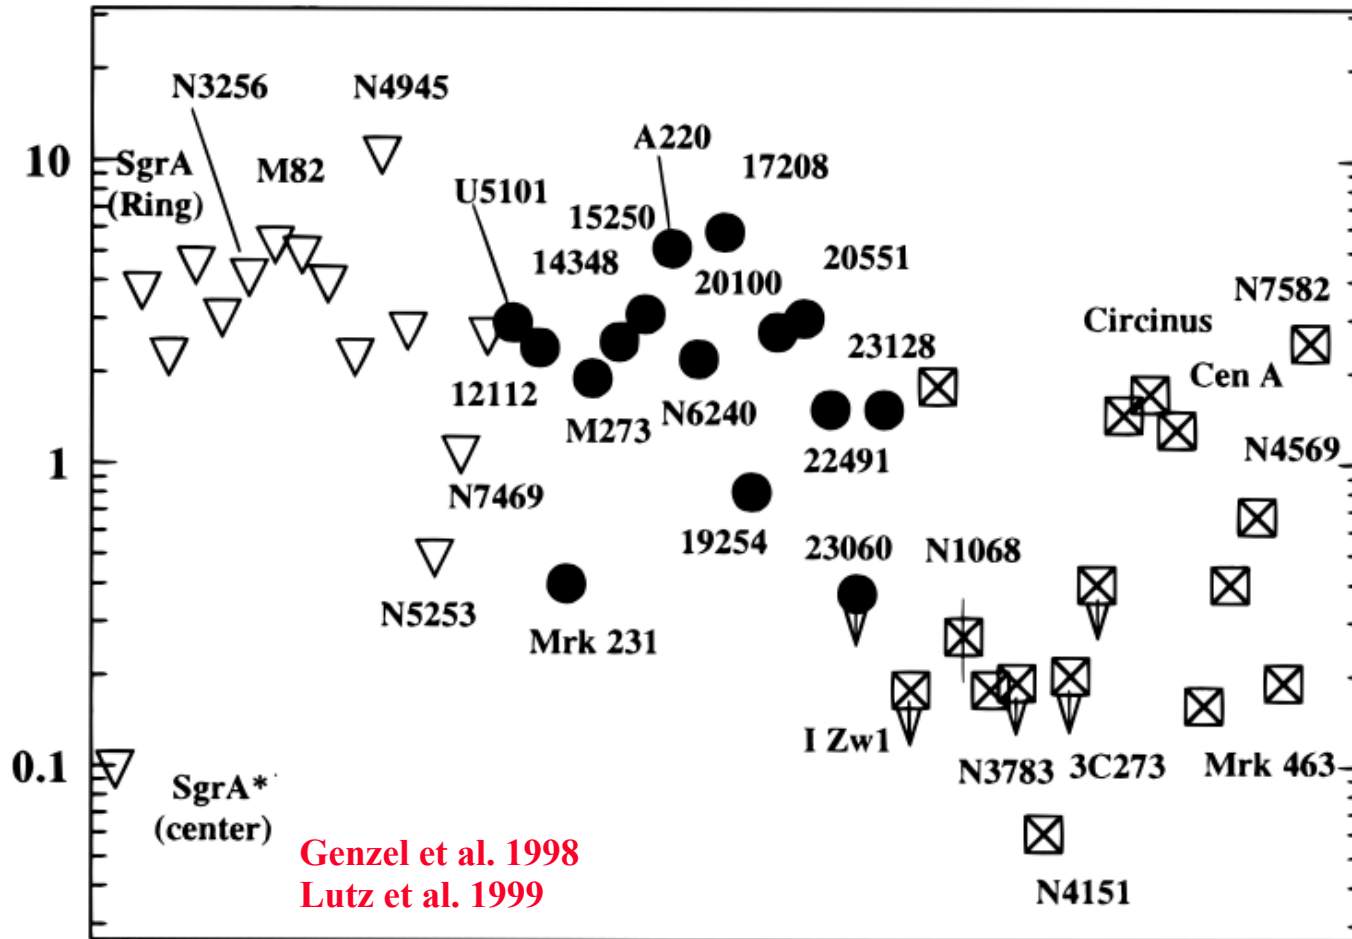 N3256
N4945
A220
10
SgrA
(Ring)
M82
17208
U5101
15250
14348
20551
20100
N7582
Circinus
23128
Cen A
12112
M273
N6240
1
22491
N4569
N7469
19254
23060
N1068
N5253
Mrk 231
I Zw1
0.1
N3783
3C273
Mrk 463
SgrA*
(center)
Genzel et al. 1998
Lutz et al. 1999
N4151